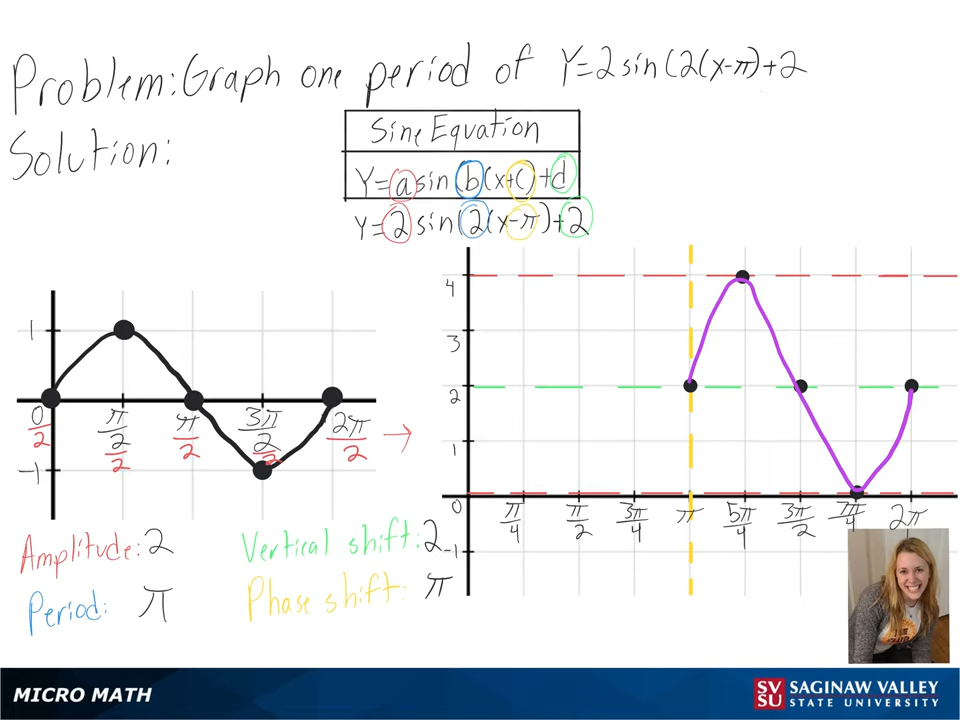 Problem: Graph one period of Y=2sin(2(x-π)+2
Solution:
Sine Equation
Y=asin(b(x+c)+d
Y=2sin(2(x-π)+2
1
-1
0/2
π/2/2
π/2
3π/2/2
2π/2 →
4
3
2
1
0
-1
π/4
π/2
3π/4
π
5π/4
3π/2
7π/4
2π
Amplitude: 2
Vertical shift: 2
Period: π
Phase shift: π
MICRO MATH
SV
SU
SAGINAW VALLEY
STATE UNIVERSITY